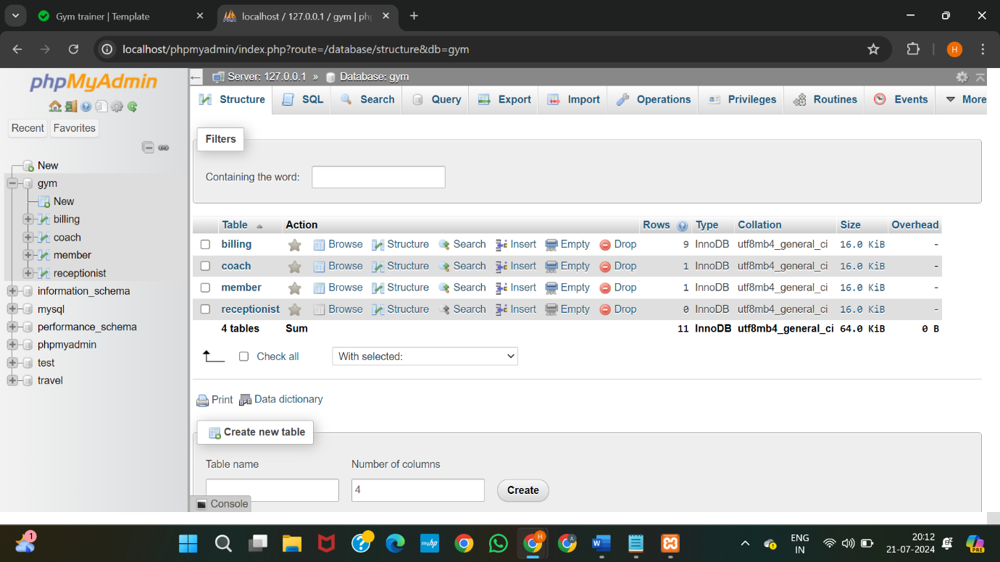 Gym trainer | Template
localhost / 127.0.0.1 / gym | ph
localhost/phpmyadmin/index.php?route=/database/structure&db=gym
H
phpMyAdmin
Recent Favorites
New
gym
New
billing
coach
member
receptionist
information_schema
mysql
performance_schema
phpmyadmin
test
travel
Server: 127.0.0.1 » Database: gym
Structure SQL Search Query Export Import Operations Privileges Routines Events More
Filters
Containing the word:
Table Action Rows Type Collation Size Overhead
billing Browse Structure Search Insert Empty Drop 9 InnoDB utf8mb4_general_ci 16.0 KiB -
coach Browse Structure Search Insert Empty Drop 1 InnoDB utf8mb4_general_ci 16.0 KiB -
member Browse Structure Search Insert Empty Drop 1 InnoDB utf8mb4_general_ci 16.0 KiB -
receptionist Browse Structure Search Insert Empty Drop 0 InnoDB utf8mb4_general_ci 16.0 KiB -
4 tables Sum 11 InnoDB utf8mb4_general_ci 64.0 KiB 0 B
Check all With selected:
Print Data dictionary
Create new table
Table name Number of columns
4 Create
Console
1
myhp
H
A
W
ENG
IN
20:12
21-07-2024
PRE